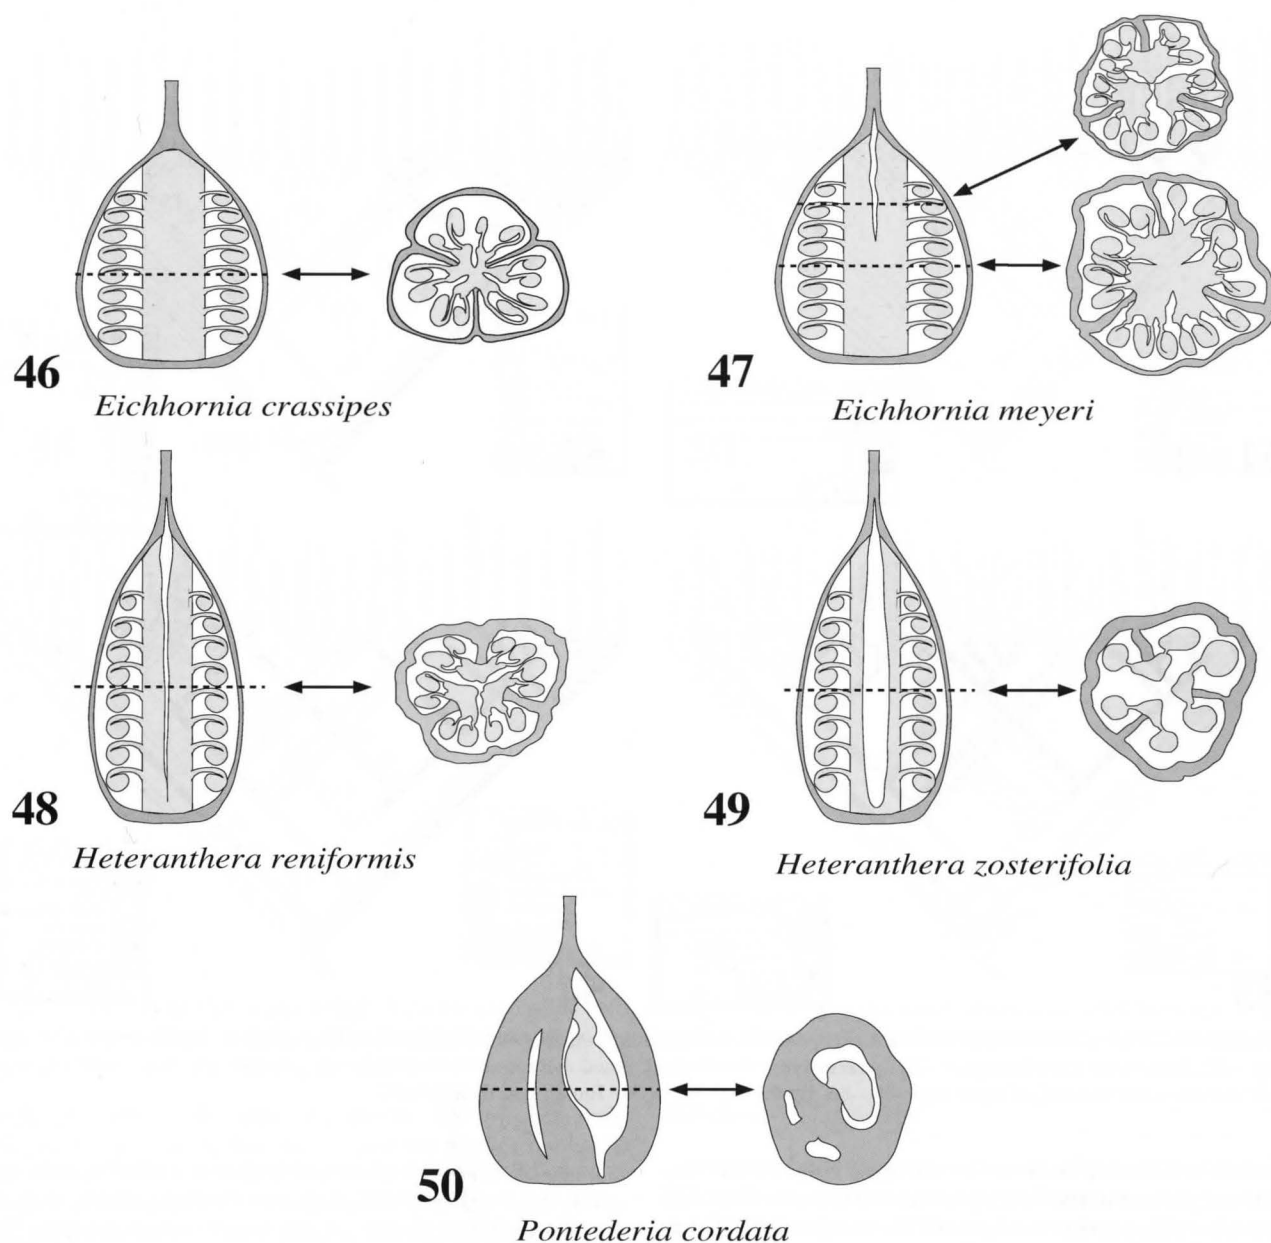 46
Eichhornia crassipes
47
Eichhornia meyeri
48
Heteranthera reniformis
49
Heteranthera zosterifolia
50
Pontederia cordata